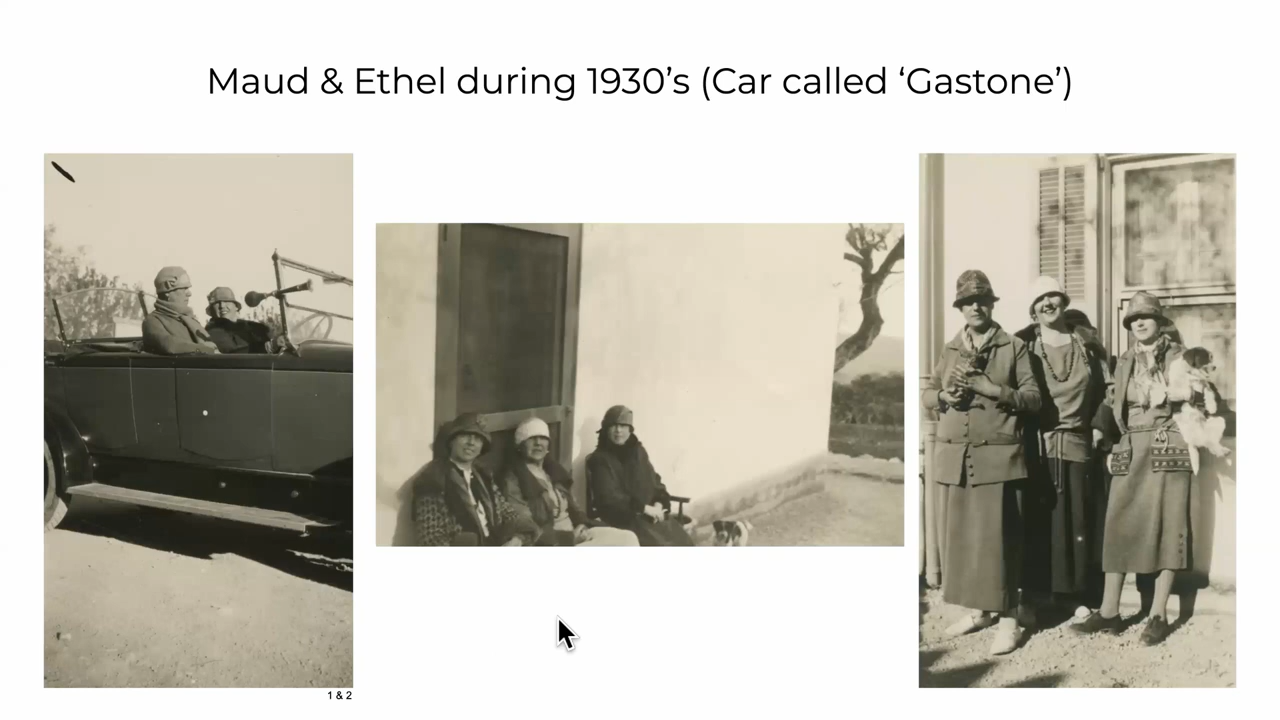 Maud & Ethel during 1930’s (Car called ‘Gastone’)
1 & 2